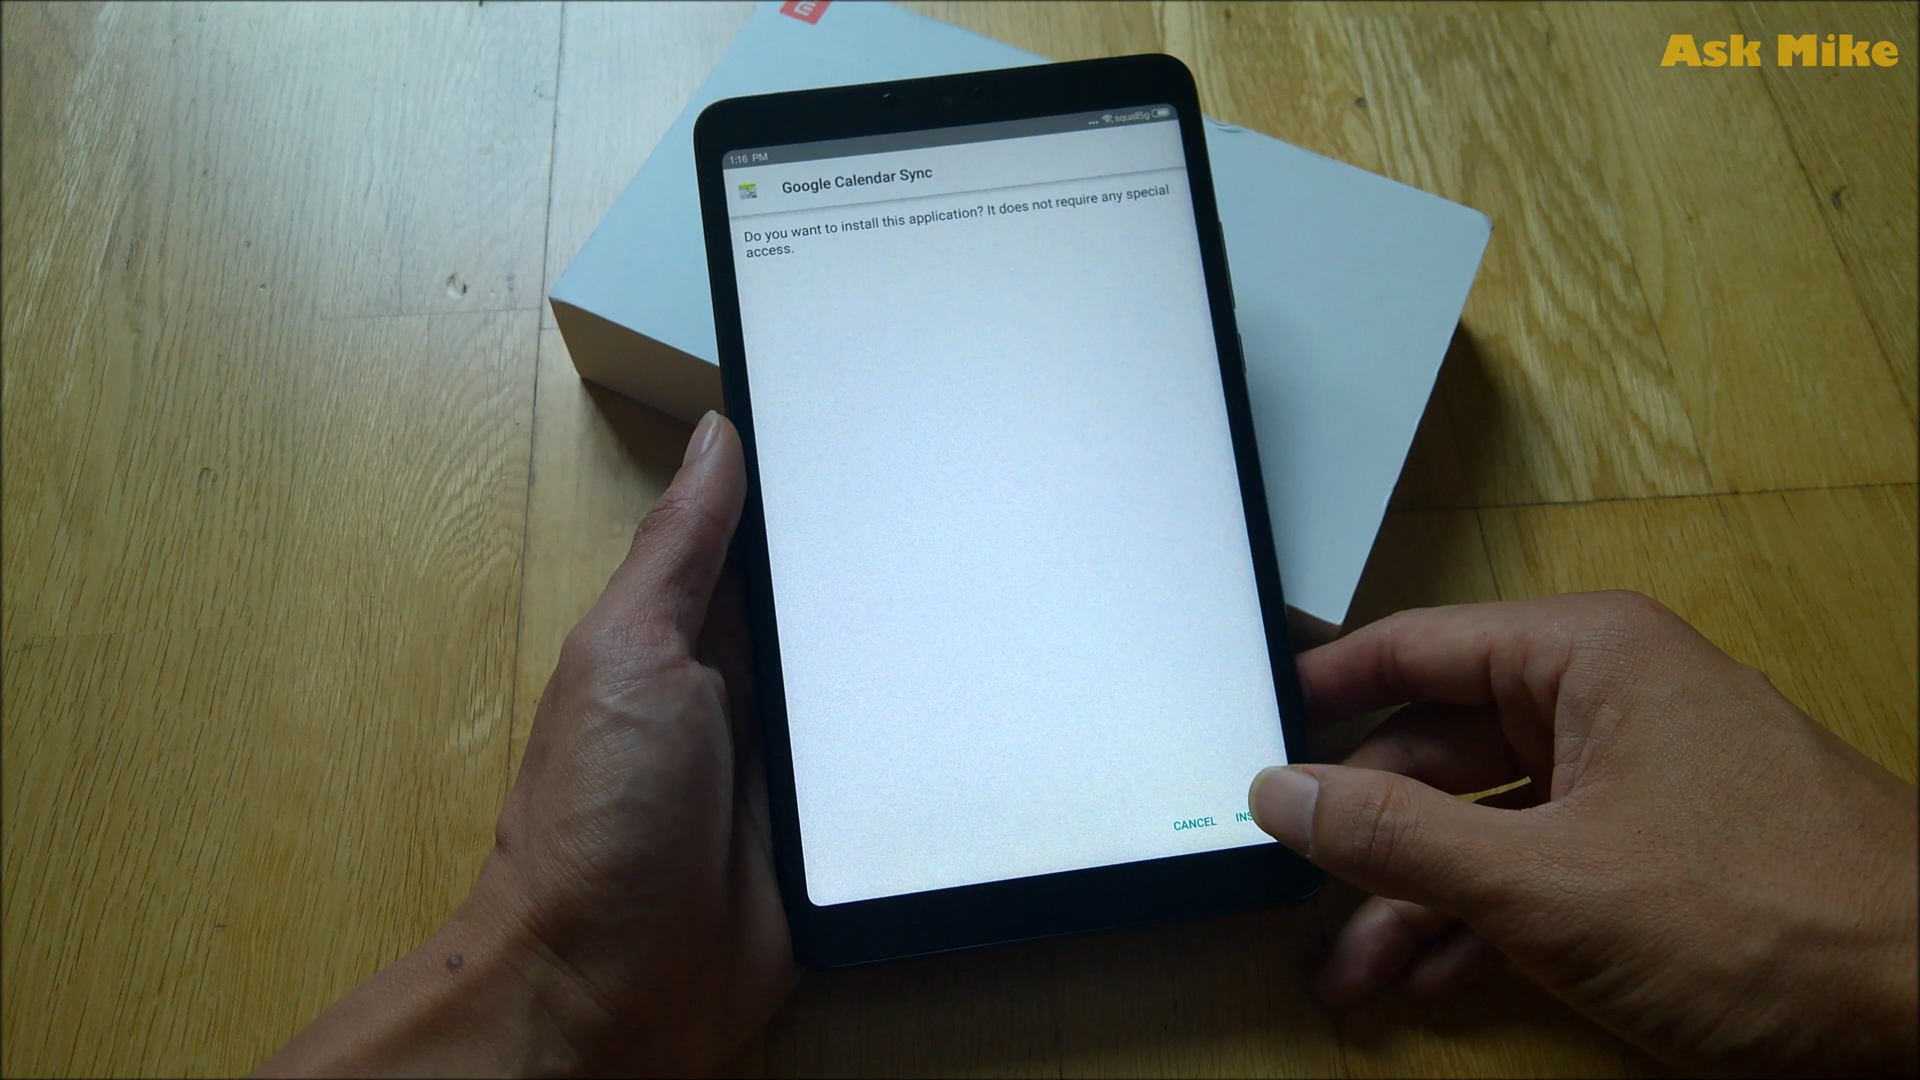 Ask Mike
1:16 PM
Google Calendar Sync
Do you want to install this application? It does not require any special
access.
CANCEL